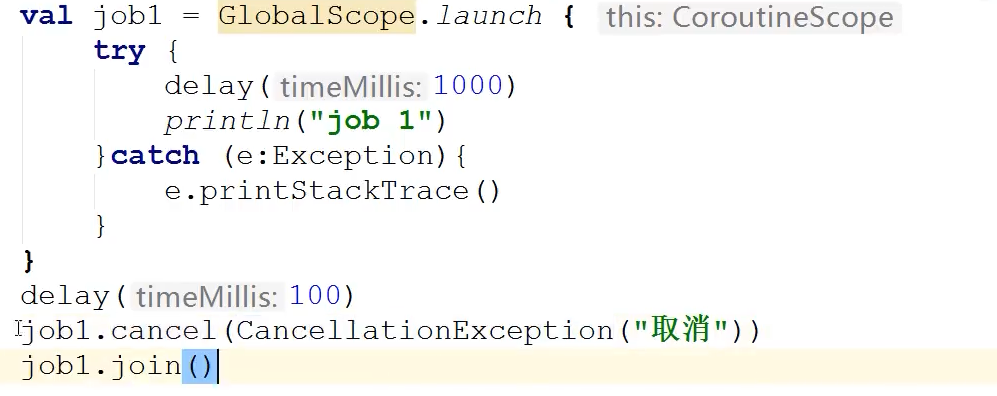 val job1 = GlobalScope.launch { this: CoroutineScope
    try {
        delay( timeMillis: 1000)
        println("job 1")
    }catch (e:Exception){
        e.printStackTrace()
    }
}
delay( timeMillis: 100)
job1.cancel(CancellationException("取消"))
job1.join()